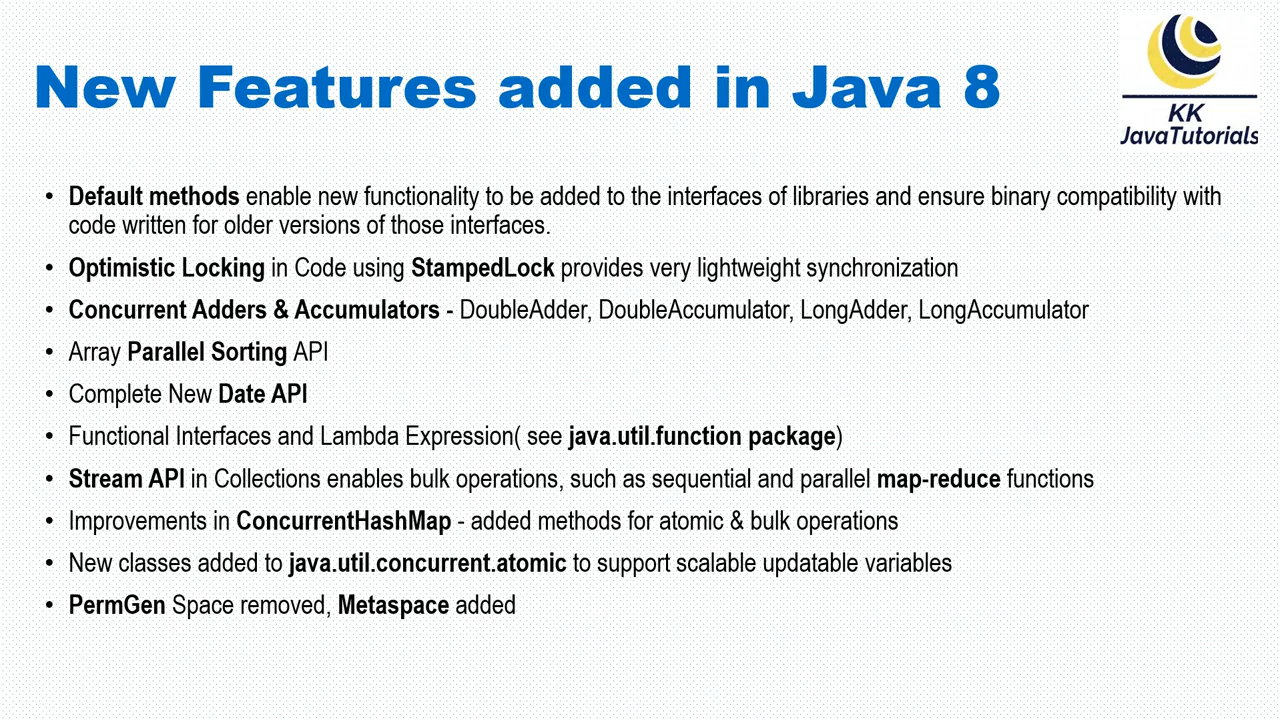 New Features added in Java 8
KK
JavaTutorials
• Default methods enable new functionality to be added to the interfaces of libraries and ensure binary compatibility with
code written for older versions of those interfaces.
• Optimistic Locking in Code using StampedLock provides very lightweight synchronization
• Concurrent Adders & Accumulators - DoubleAdder, DoubleAccumulator, LongAdder, LongAccumulator
• Array Parallel Sorting API
• Complete New Date API
• Functional Interfaces and Lambda Expression( see java.util.function package)
• Stream API in Collections enables bulk operations, such as sequential and parallel map-reduce functions
• Improvements in ConcurrentHashMap - added methods for atomic & bulk operations
• New classes added to java.util.concurrent.atomic to support scalable updatable variables
• PermGen Space removed, Metaspace added